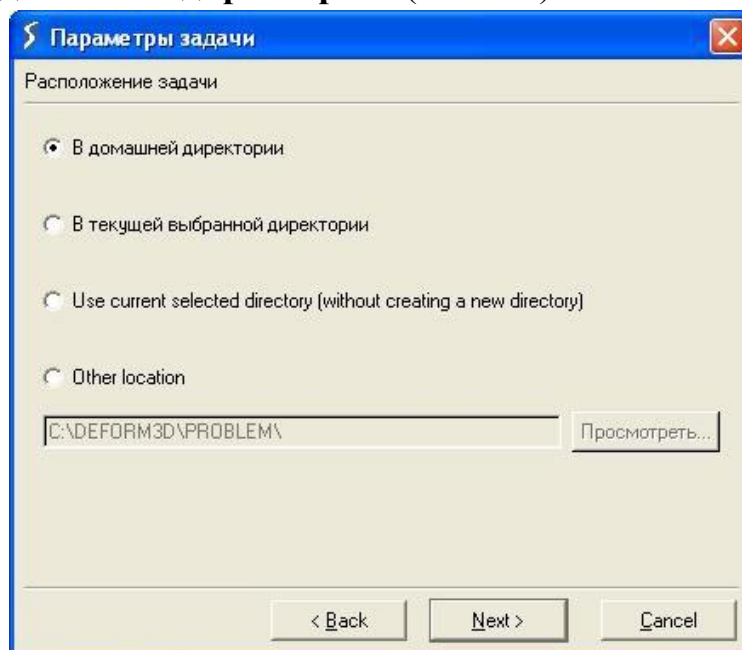 Параметры задачи
Расположение задачи
В домашней директории
В текущей выбранной директории
Use current selected directory (without creating a new directory)
Other location
C:\DEFORM3D\PROBLEM\
Просмотреть...
< Back
Next >
Cancel